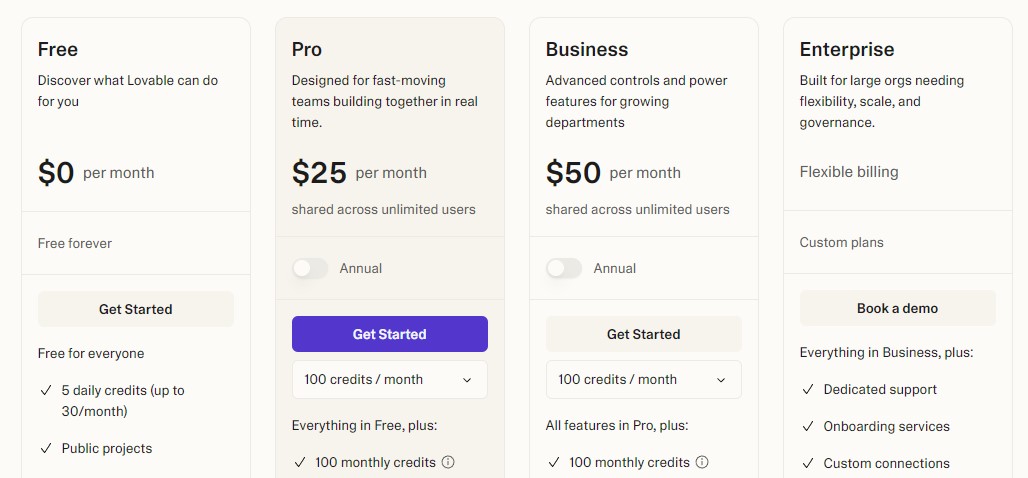 Free
Discover what Lovable can do
for you
$0 per month
Free forever
Get Started
Free for everyone
5 daily credits (up to
30/month)
Public projects
Pro
Designed for fast-moving
teams building together in real
time.
$25 per month
shared across unlimited users
Annual
Get Started
100 credits / month
Everything in Free, plus:
100 monthly credits
Business
Advanced controls and power
features for growing
departments
$50 per month
shared across unlimited users
Annual
Get Started
100 credits / month
All features in Pro, plus:
100 monthly credits
Enterprise
Built for large orgs needing
flexibility, scale, and
governance.
Flexible billing
Custom plans
Book a demo
Everything in Business, plus:
Dedicated support
Onboarding services
Custom connections